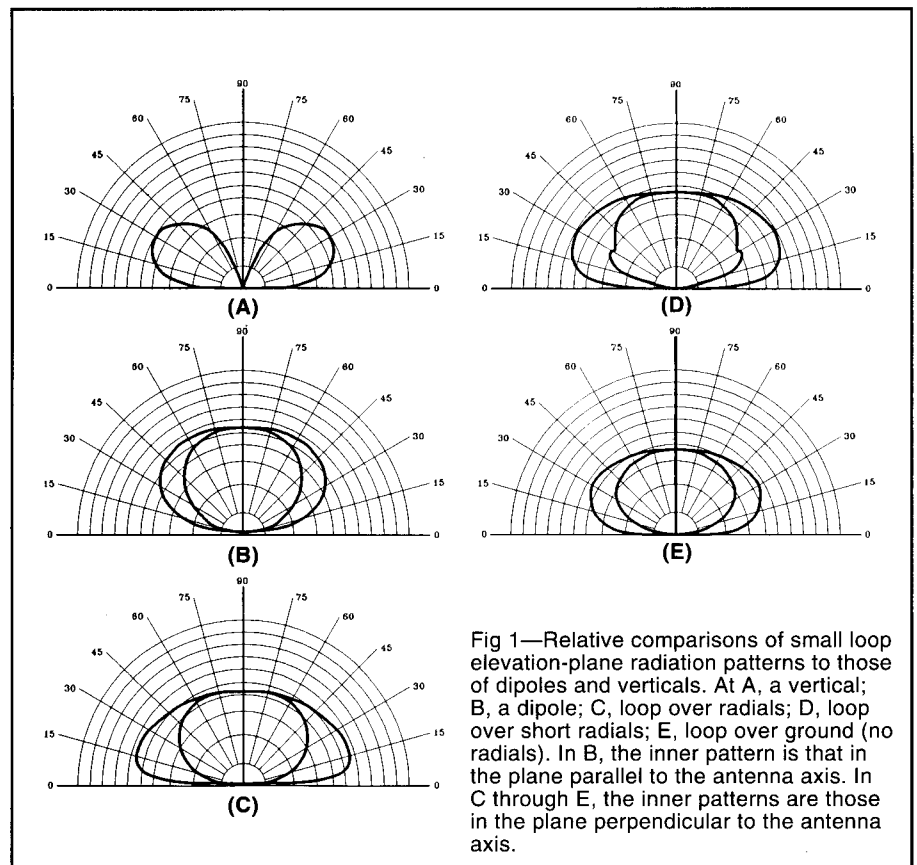 90
75 75
60 60
45 45
30 30
15 15
0 0
(A)
90
75 75
60 60
45 45
30 30
15 15
0 0
(B)
90
75 75
60 60
45 45
30 30
15 15
0 0
(C)
90
75 75
60 60
45 45
30 30
15 15
0 0
(D)
90
75 75
60 60
45 45
30 30
15 15
0 0
(E)
Fig 1—Relative comparisons of small loop
elevation-plane radiation patterns to those
of dipoles and verticals. At A, a vertical;
B, a dipole; C, loop over radials; D, loop
over short radials; E, loop over ground (no
radials). In B, the inner pattern is that in
the plane parallel to the antenna axis. In
C through E, the inner patterns are those
in the plane perpendicular to the antenna
axis.